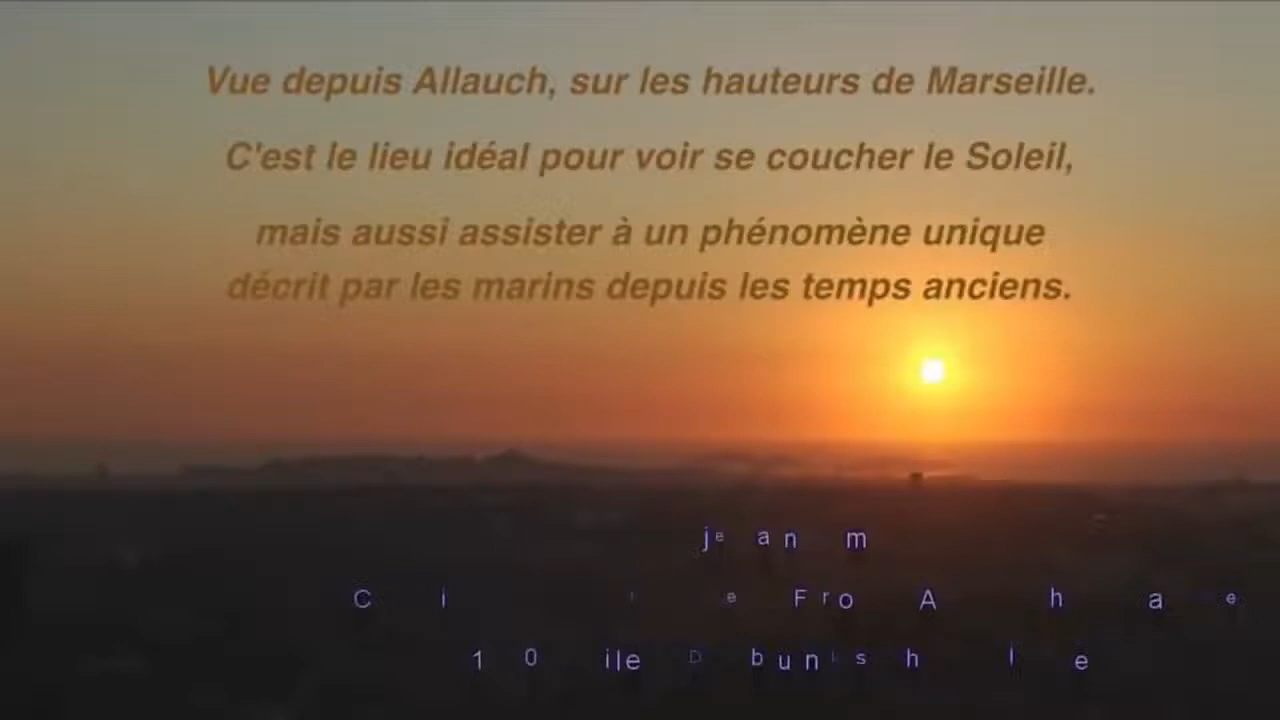 Vue depuis Allauch, sur les hauteurs de Marseille.
C'est le lieu idéal pour voir se coucher le Soleil,
mais aussi assister à un phénomène unique
décrit par les marins depuis les temps anciens.
jean m